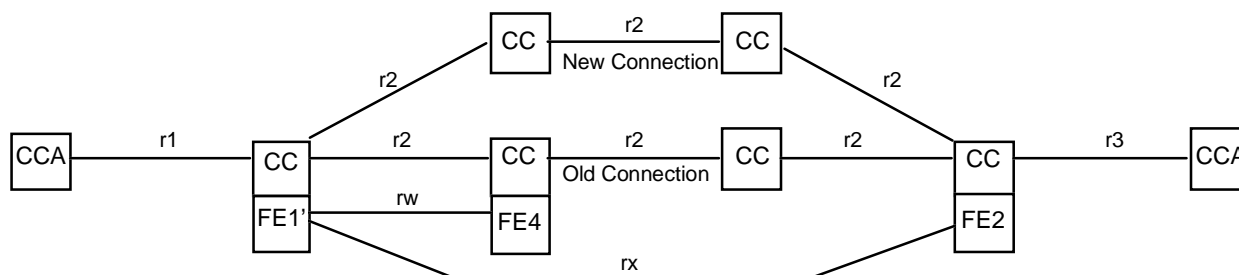 r2
CC CC
New Connection
r2 r2
r1 r2 r2 r2 r3
CCA CC CC CC CC CCA
Old Connection
rw
FE1’ FE4 FE2
rx